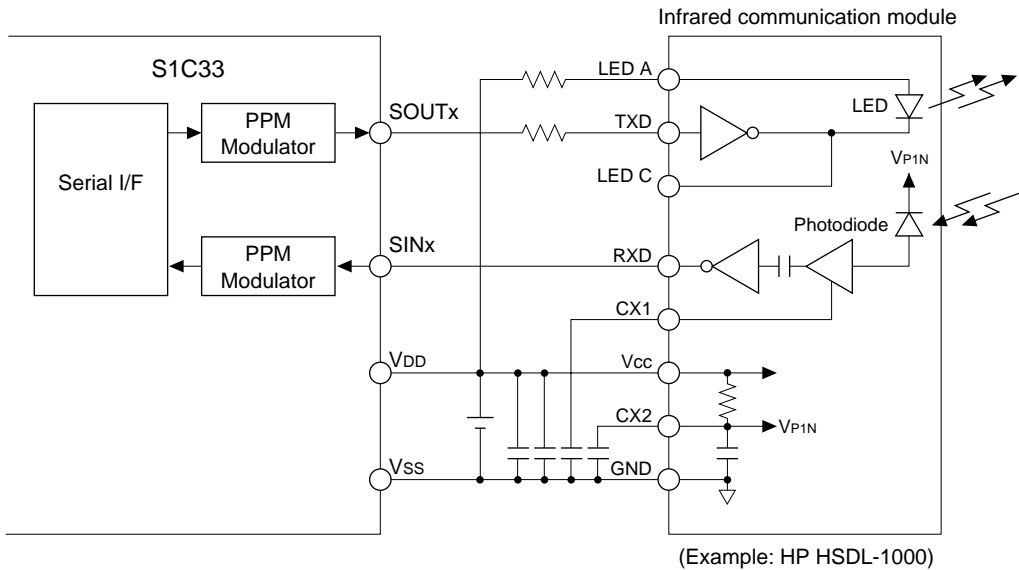 Infrared communication module
S1C33
Serial I/F
PPM
Modulator
PPM
Modulator
SOUTx
SINx
VDD
VSS
LED A
TXD
LED C
RXD
CX1
Vcc
CX2
GND
LED
VP1N
Photodiode
VP1N
(Example: HP HSDL-1000)